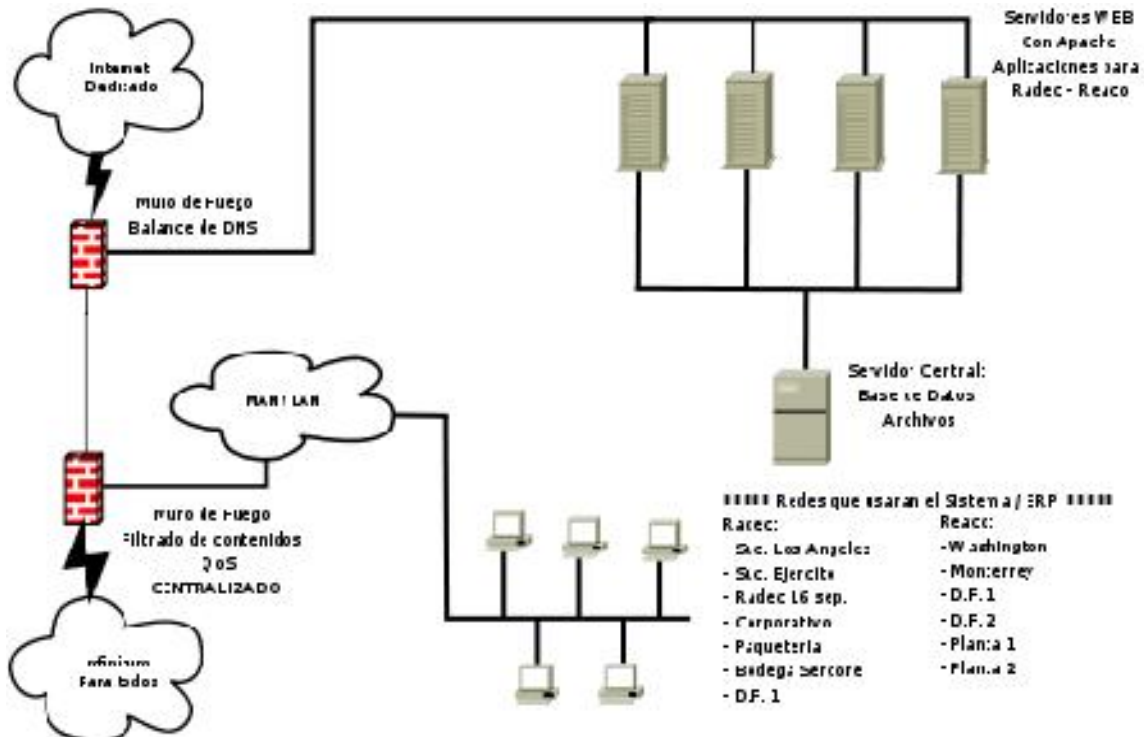 Internet
Dedicado
Servidores WEB
Con Apache
Aplicaciones para
Radec - Reaco
Muro de Fuego
Balance de DNS
MAN / LAN
Servidor Central:
Base de Datos
Archivos
Muro de Fuego
Filtrado de contenidos
QoS
CENTRALIZADO
Para todos
Redes que usaran el Sistema / ERP
Radec:
- Suc. Los Angeles
- Suc. Ejercito
- Radec 16 sep.
- Corporativo
- Paqueteria
- Bodega Sercore
- D.F. 1
Reaco:
- Washington
- Monterrey
- D.F. 1
- D.F. 2
- Planta 1
- Planta 2